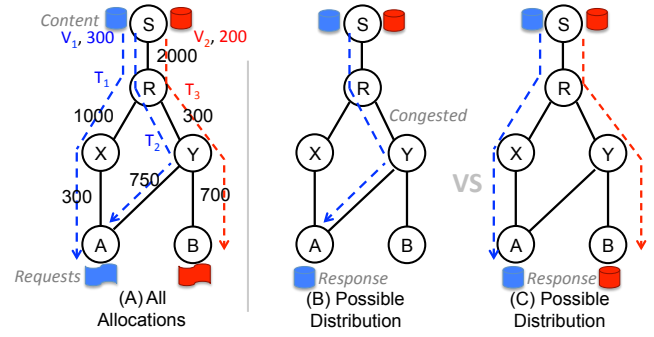 Content
S
V1, 300
V2, 200
2000
R
T1
T3
1000
300
X
Y
T2
750
300
700
A
B
Requests
(A) All
Allocations
S
R
Congested
X
Y
A
B
Response
(B) Possible
Distribution
VS
S
R
X
Y
A
B
Response
(C) Possible
Distribution